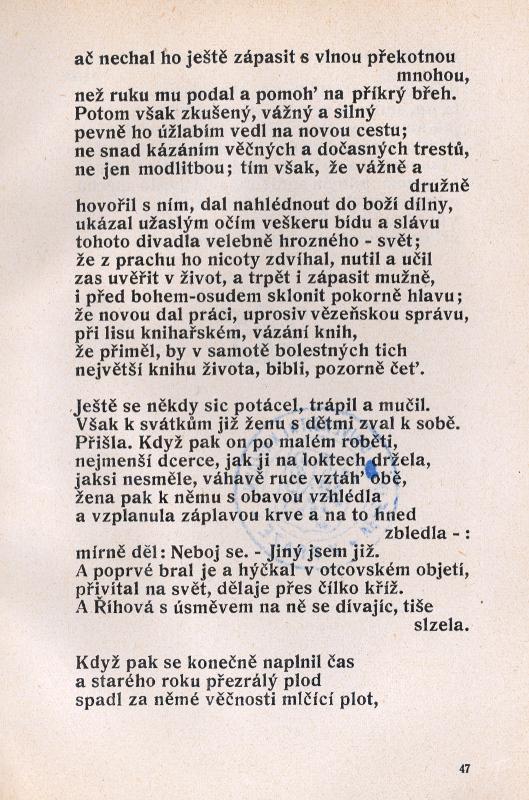 ač nechal ho ještě zápasit s vlnou překotnou
mnohou,
než ruku mu podal a pomoh' na příkrý břeh.
Potom však zkušený, vážný a silný
pevně ho úžlabím vedl na novou cestu;
ne snad kázáním věčných a dočasných trestů,
ne jen modlitbou; tím však, že vážně a
družně
hovořil s ním, dal nahlédnout do boží dílny,
ukázal užaslým očím veškeru bídu a slávu
tohoto divadla velebně hrozného - svět;
že z prachu ho nicoty zdvíhal, nutil a učil
zas uvěřit v život, a trpět i zápasit mužně,
i před bohem-osudem sklonit pokorně hlavu;
že novou dal práci, uprosiv vězeňskou správu,
při lisu knihařském, vázání knih,
že přiměl, by v samotě bolestných tich
největší knihu života, bibli, pozorně čet'.
Ještě se někdy sic potácel, trápil a mučil.
Však k svátkům již ženu s dětmi zval k sobě.
Přišla. Když pak on po malém roběti,
nejmenší dcerce, jak ji na loktech držela,
jaksi nesměle, váhavě ruce vztáh' obě,
žena pak k němu s obavou vzhlédla
a vzplanula záplavou krve a na to hned
zbledla - :
mírně děl: Neboj se. - Jiný jsem již.
A poprvé bral je a hýčkal v otcovském objetí,
přivítal na svět, dělaje přes čílko kříž.
A Říhová s úsměvem na ně se dívajíc, tiše
slzela.
Když pak se konečně naplnil čas
a starého roku přezrálý plod
spadl za němé věčnosti mlčící plot,
47